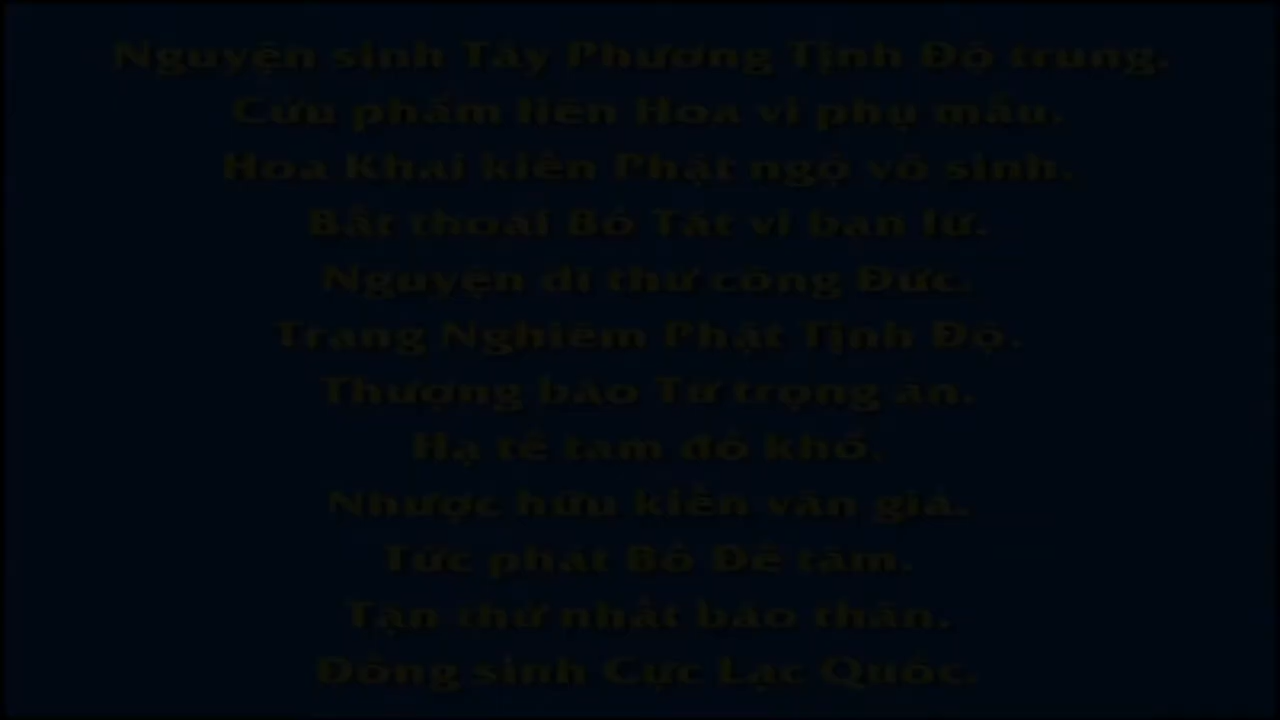 Nguyện sinh Tây Phương Tịnh Độ trung.
Cửu phẩm liên Hoa vi phụ mẫu.
Hoa Khai kiến Phật ngộ vô sinh.
Bất thoái Bồ Tát vi bạn lữ.
Nguyện dĩ thử công Đức.
Trang Nghiêm Phật Tịnh Độ.
Thượng báo Tứ trọng ân.
Hạ tế tam đồ khổ.
Nhược hữu kiến văn giả.
Tức phát Bồ Đề tâm.
Tận thử nhất báo thân.
Đồng sinh Cực Lạc Quốc.